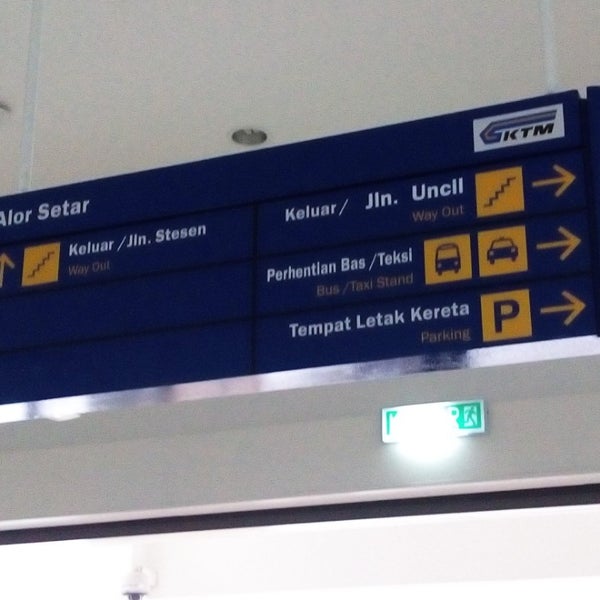 Alor Setar
Keluar /Jln. Stesen
Way Out
KTM
Keluar/ Jln. Uncll
Way Out
Perhentian Bas /Teksi
Bus /Taxi Stand
Tempat Letak Kereta
Parking
P